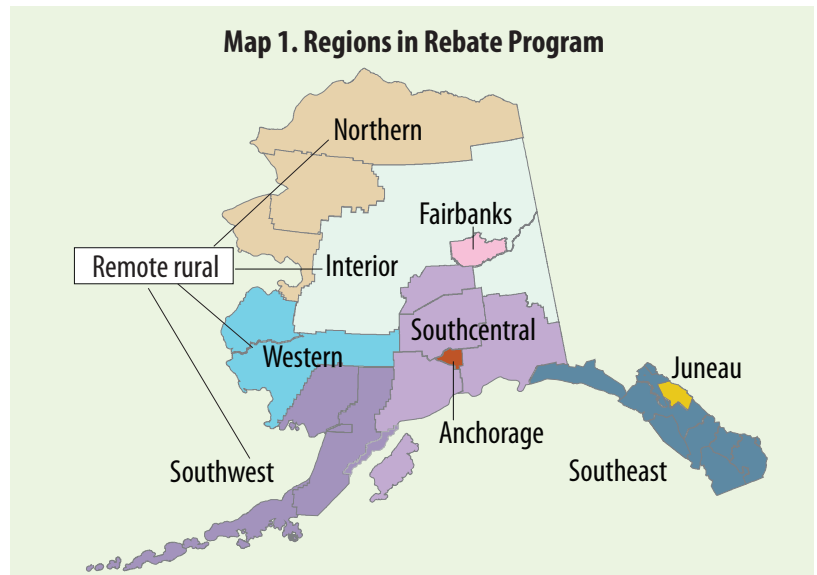 Map 1. Regions in Rebate Program
Northern
Fairbanks
Remote rural
Interior
Southcentral
Western
Juneau
Anchorage
Southwest
Southeast